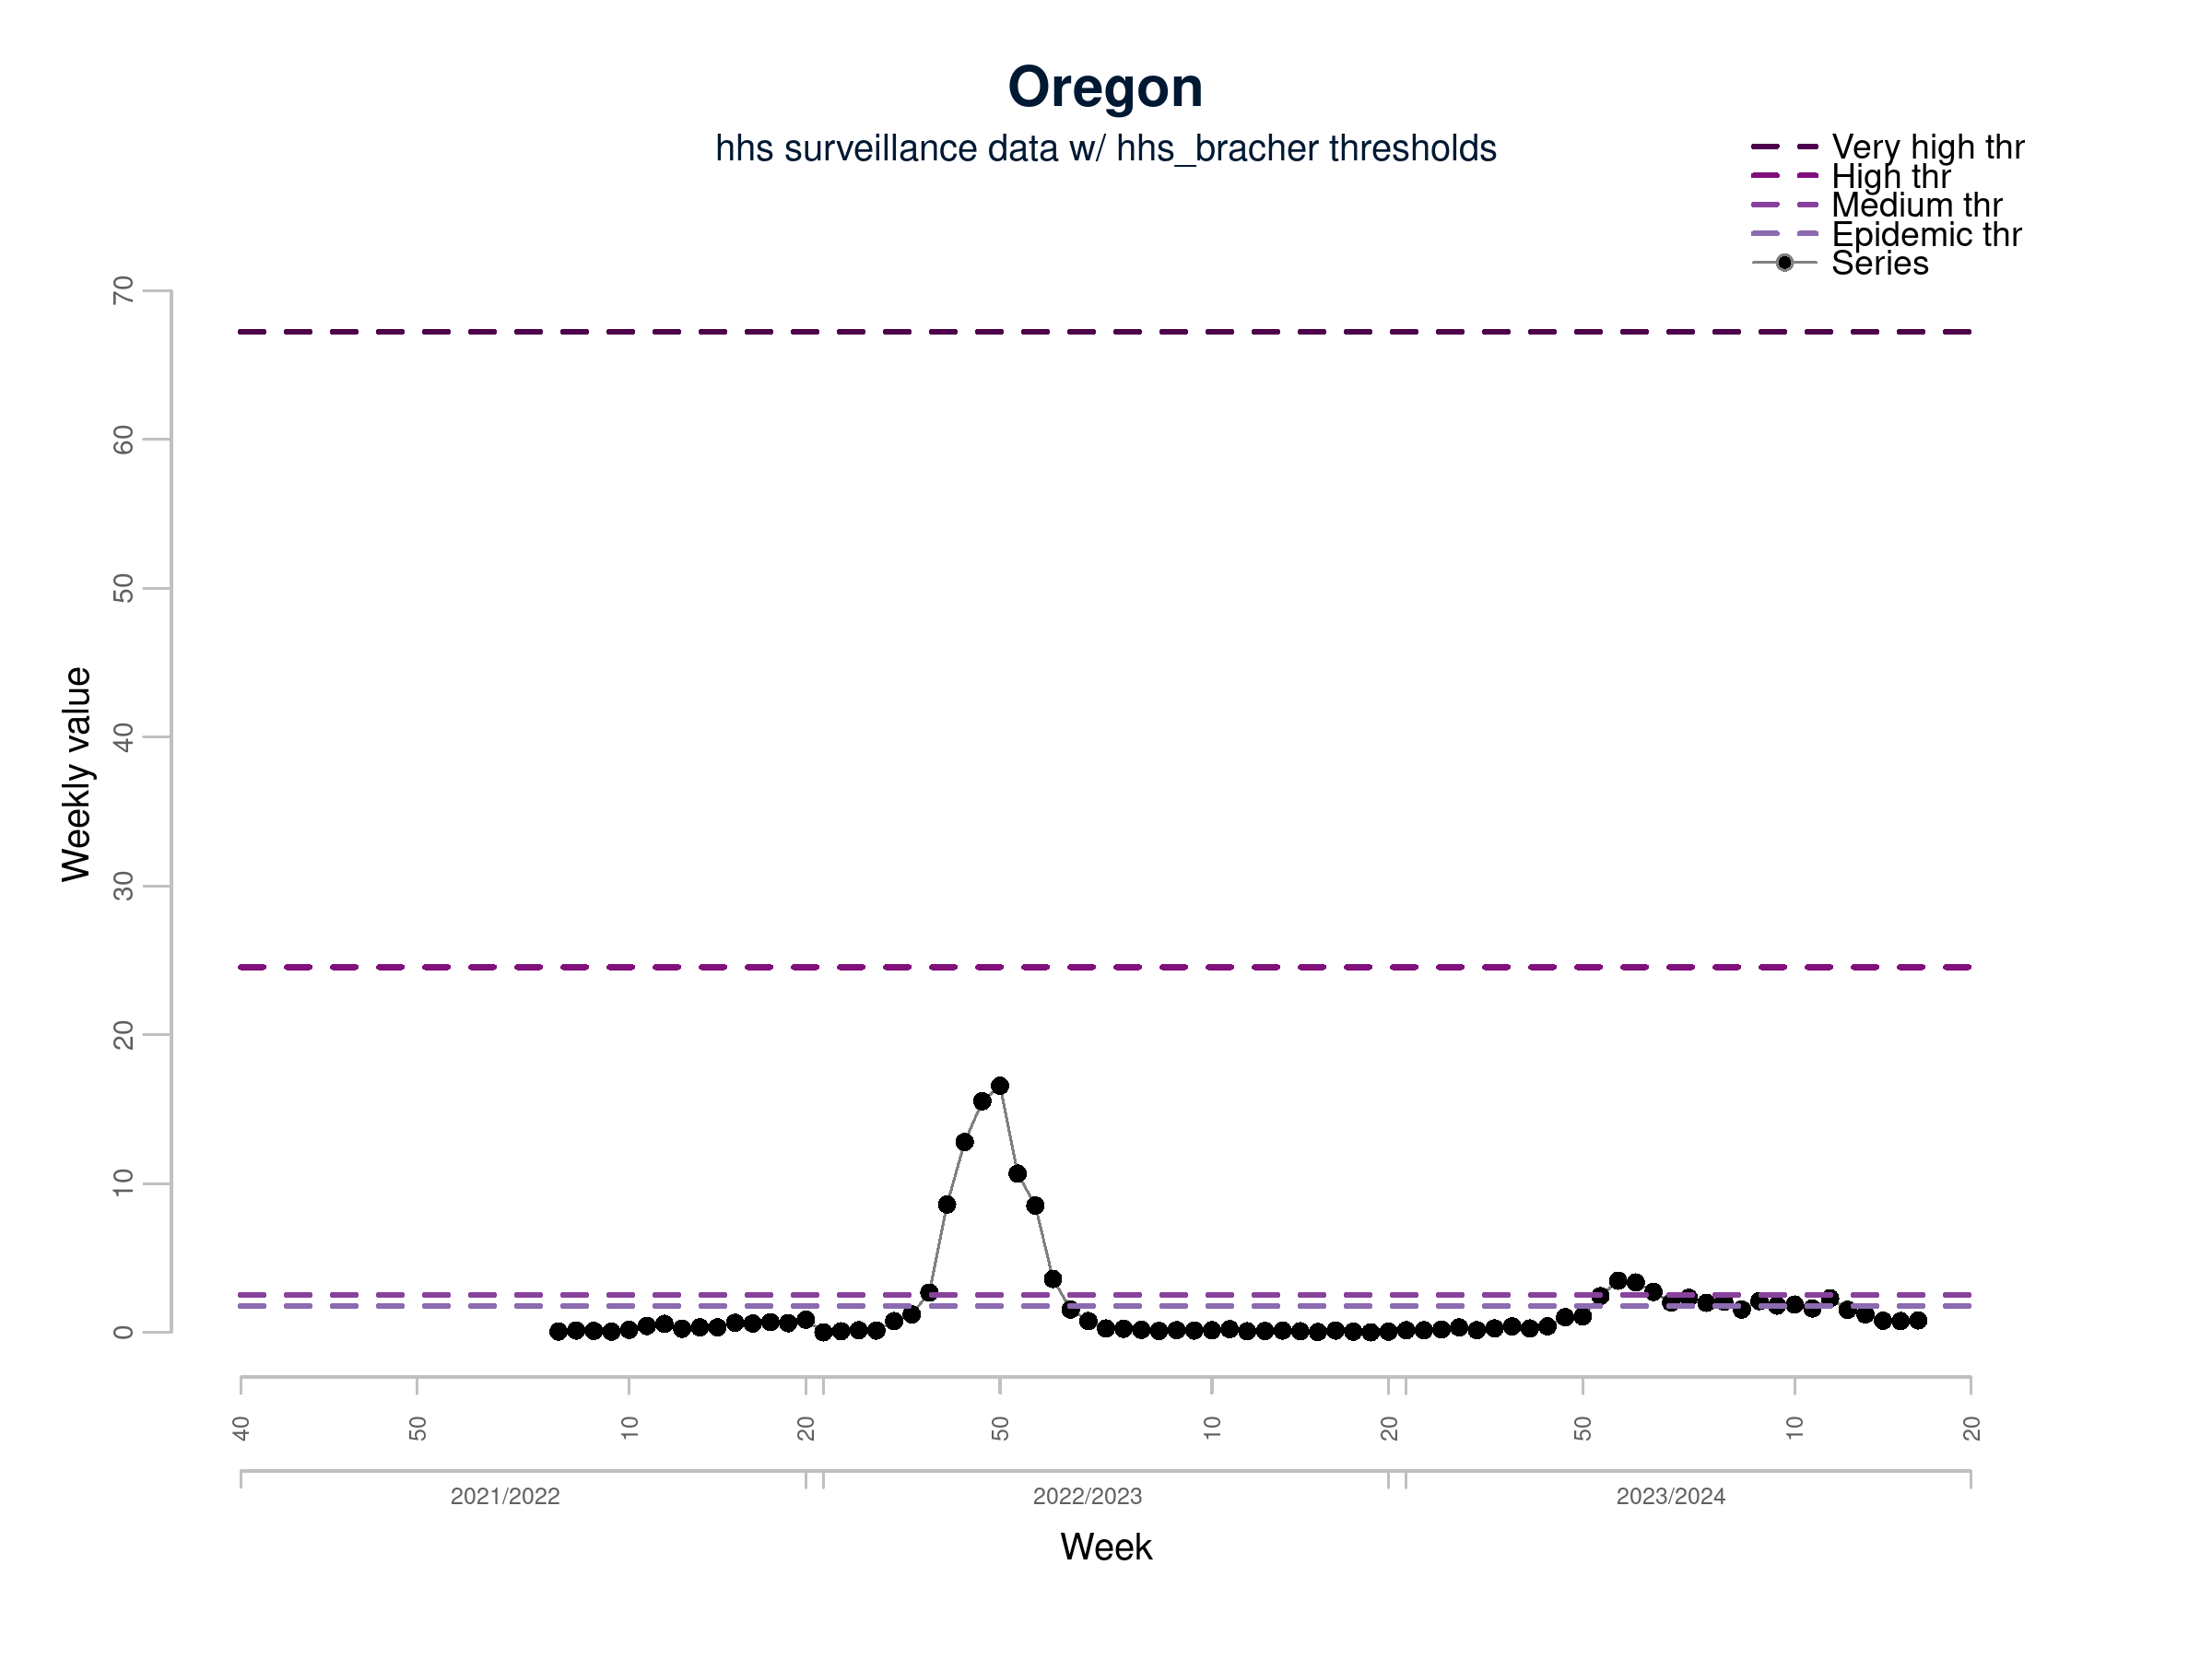 Oregon
hhs surveillance data w/ hhs_bracher thresholds
Very high thr
High thr
Medium thr
Epidemic thr
Series
70
60
50
40
30
20
10
0
Weekly value
40 50 10 20 50 10 20 50 10 20
2021/2022 2022/2023 2023/2024
Week